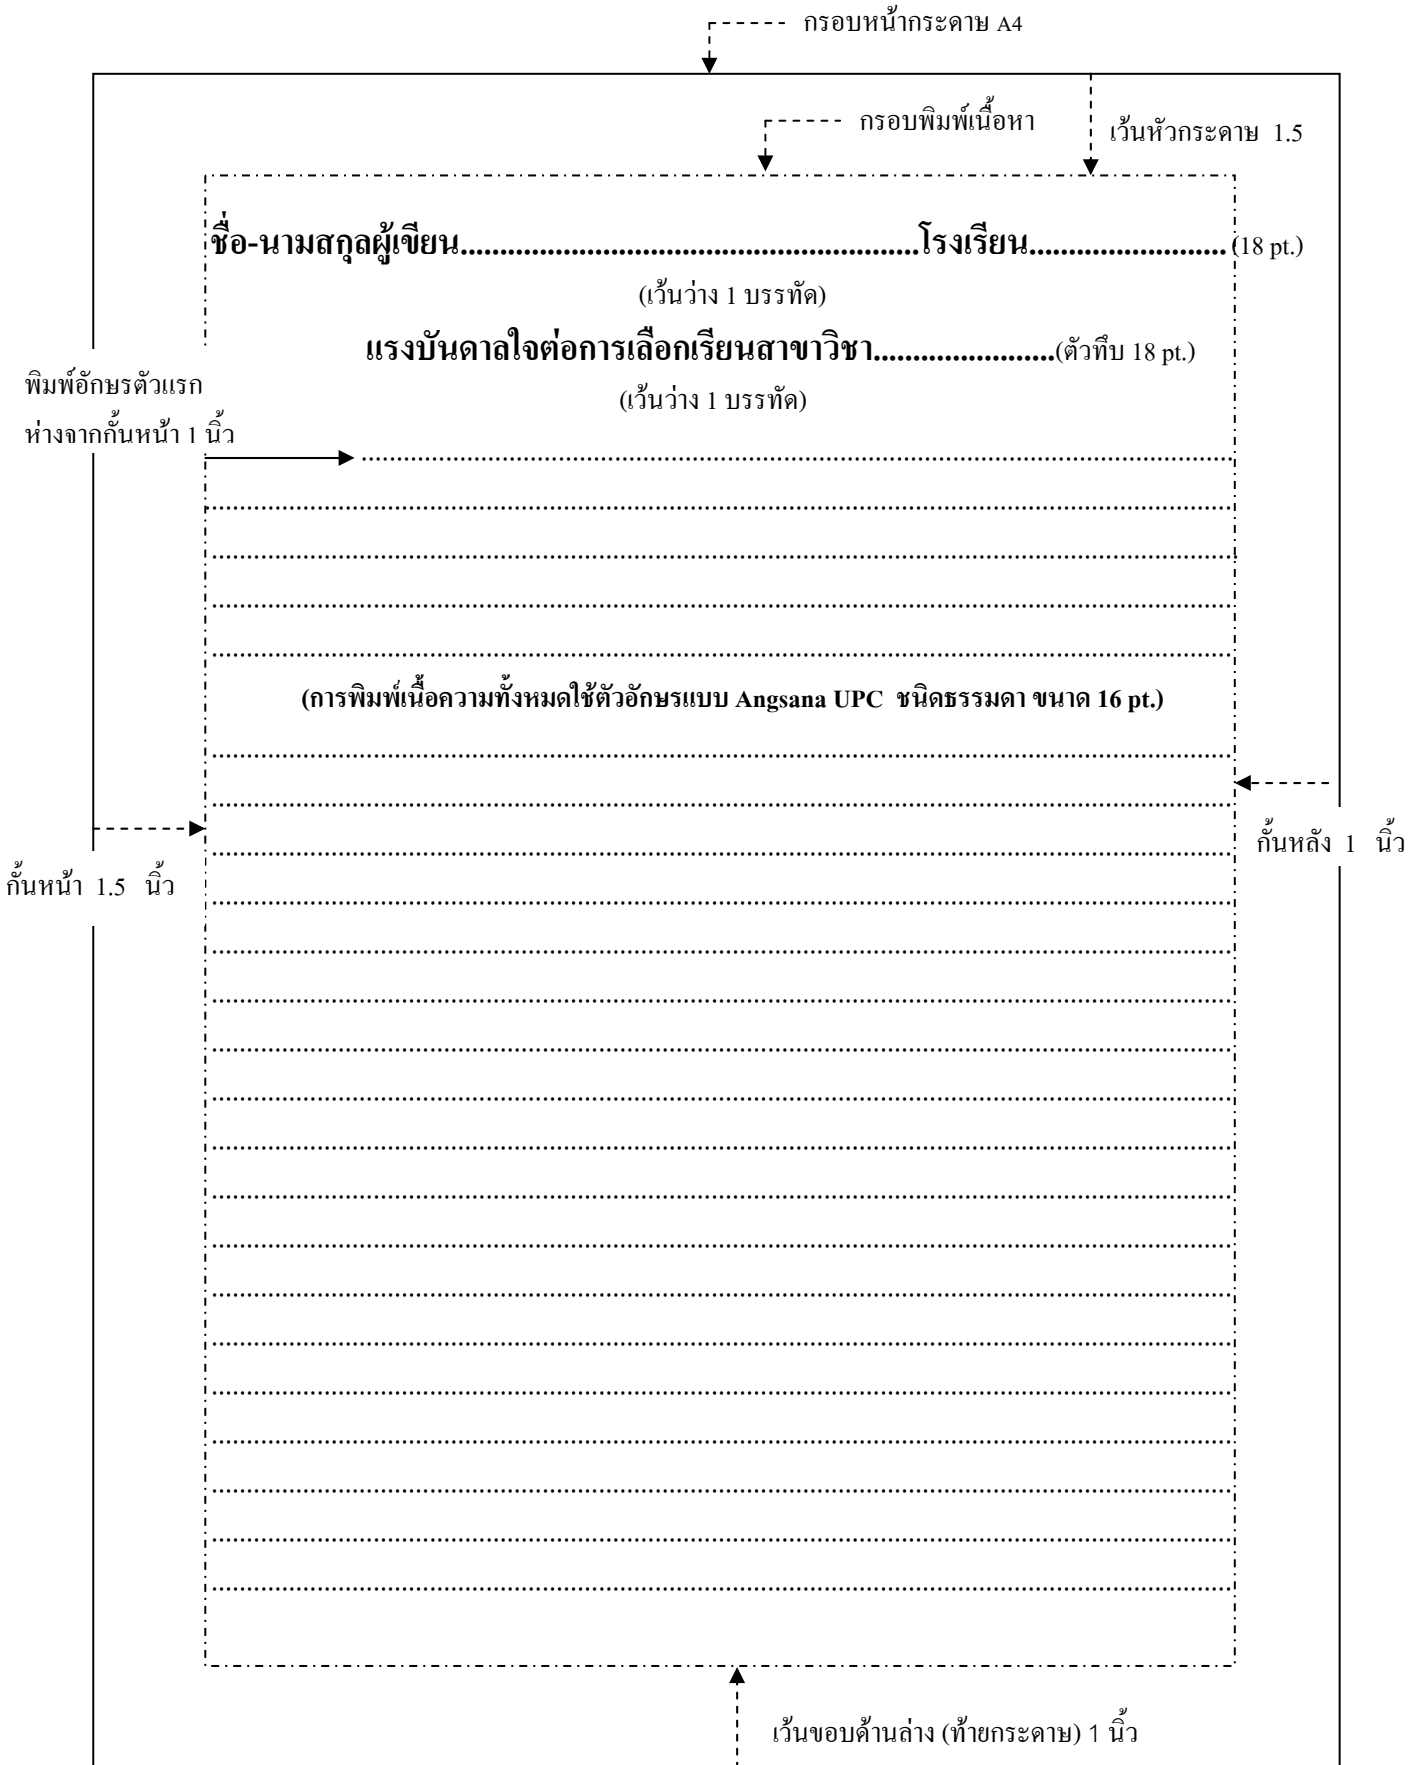 กรอบหน้ากระดาษ A4
กรอบพิมพ์เนื้อหา
เว้นหัวกระดาษ 1.5
ชื่อ-นามสกุลผู้เขียน...........................................................โรงเรียน......................... (18 pt.)
(เว้นว่าง 1 บรรทัด)
แรงบันดาลใจต่อการเลือกเรียนสาขาวิชา.......................(ตัวทึบ 18 pt.)
พิมพ์อักษรตัวแรก
(เว้นว่าง 1 บรรทัด)
ห่างจากกั้นหน้า 1 นิ้ว
(การพิมพ์เนื้อความทั้งหมดใช้ตัวอักษรแบบ Angsana UPC ชนิดธรรมดา ขนาด 16 pt.)
กั้นหลัง 1 นิ้ว
กั้นหน้า 1.5 นิ้ว
เว้นขอบด้านล่าง (ท้ายกระดาษ) 1 นิ้ว